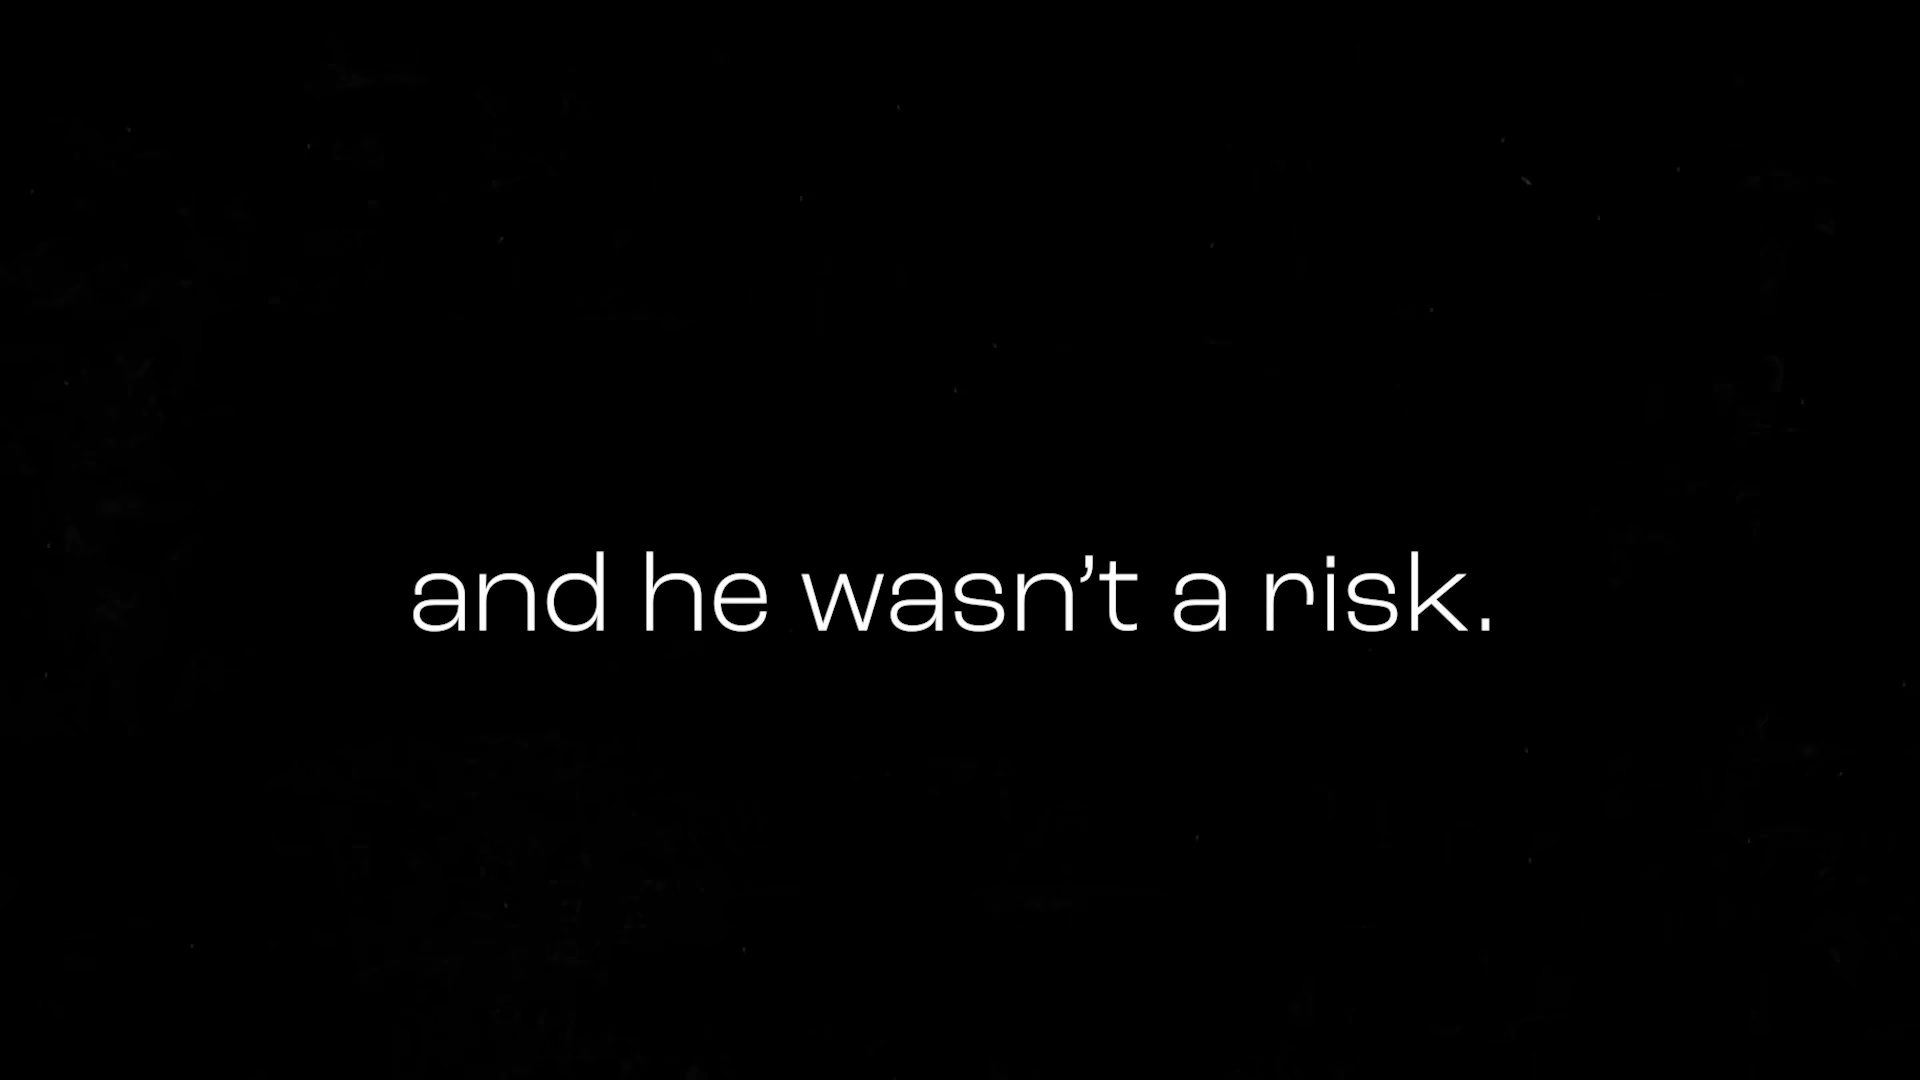 and he wasn’t a risk.